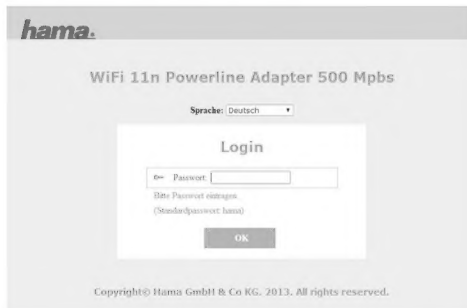 hama.
WiFi 11n Powerline Adapter 500 Mpbs
Sprache: Deutsch
Login
Passwort:
Bitte Passwort eintragen.
(Standardpasswort: hama)
OK
Copyright© Hama GmbH & Co KG. 2013. All rights reserved.